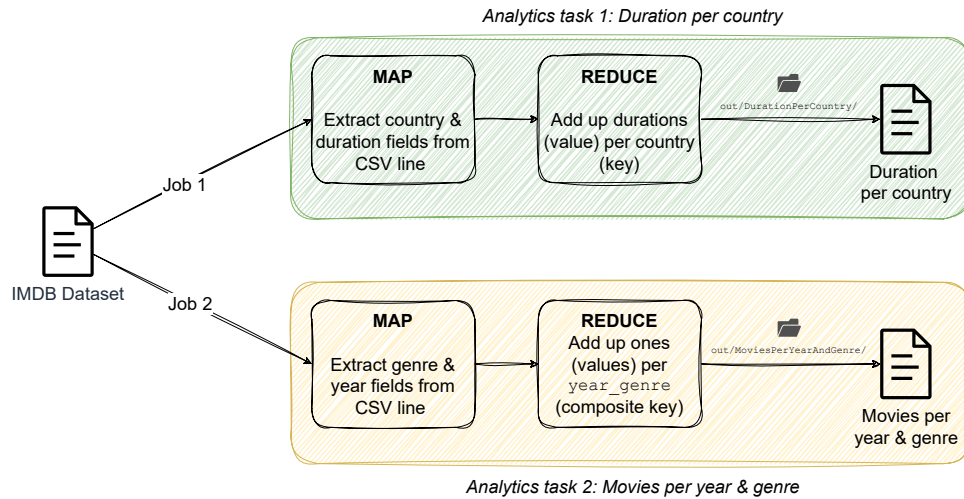 Analytics task 1: Duration per country
MAP
Extract country &
duration fields from
CSV line
REDUCE
Add up durations
(value) per country
(key)
out/DurationPerCountry/
Duration
per country
Job 1
IMDB Dataset
Job 2
MAP
Extract genre &
year fields from
CSV line
REDUCE
Add up ones
(values) per
year_genre
(composite key)
out/MoviesPerYearAndGenre/
Movies per
year & genre
Analytics task 2: Movies per year & genre